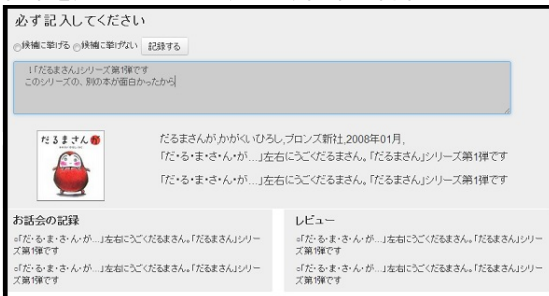 必ず記入してください
候補に挙げる 候補に挙げない 記録する
1「だるまさん」シリーズ第1弾です
このシリーズの、別の本が面白かったから
だるまさんが
だるまさんが,かがくいひろし,ブロンズ新社,2008年01月,
「だ・る・ま・さ・ん・が…」左右にうごくだるまさん。「だるまさん」シリーズ第1弾です
「だ・る・ま・さ・ん・が…」左右にうごくだるまさん。「だるまさん」シリーズ第1弾です
お話会の記録
「だ・る・ま・さ・ん・が…」左右にうごくだるまさん。「だるまさん」シリー
ズ第1弾です
「だ・る・ま・さ・ん・が…」左右にうごくだるまさん。「だるまさん」シリー
ズ第1弾です
レビュー
「だ・る・ま・さ・ん・が…」左右にうごくだるまさん。「だるまさん」シリー
ズ第1弾です
「だ・る・ま・さ・ん・が…」左右にうごくだるまさん。「だるまさん」シリー
ズ第1弾です